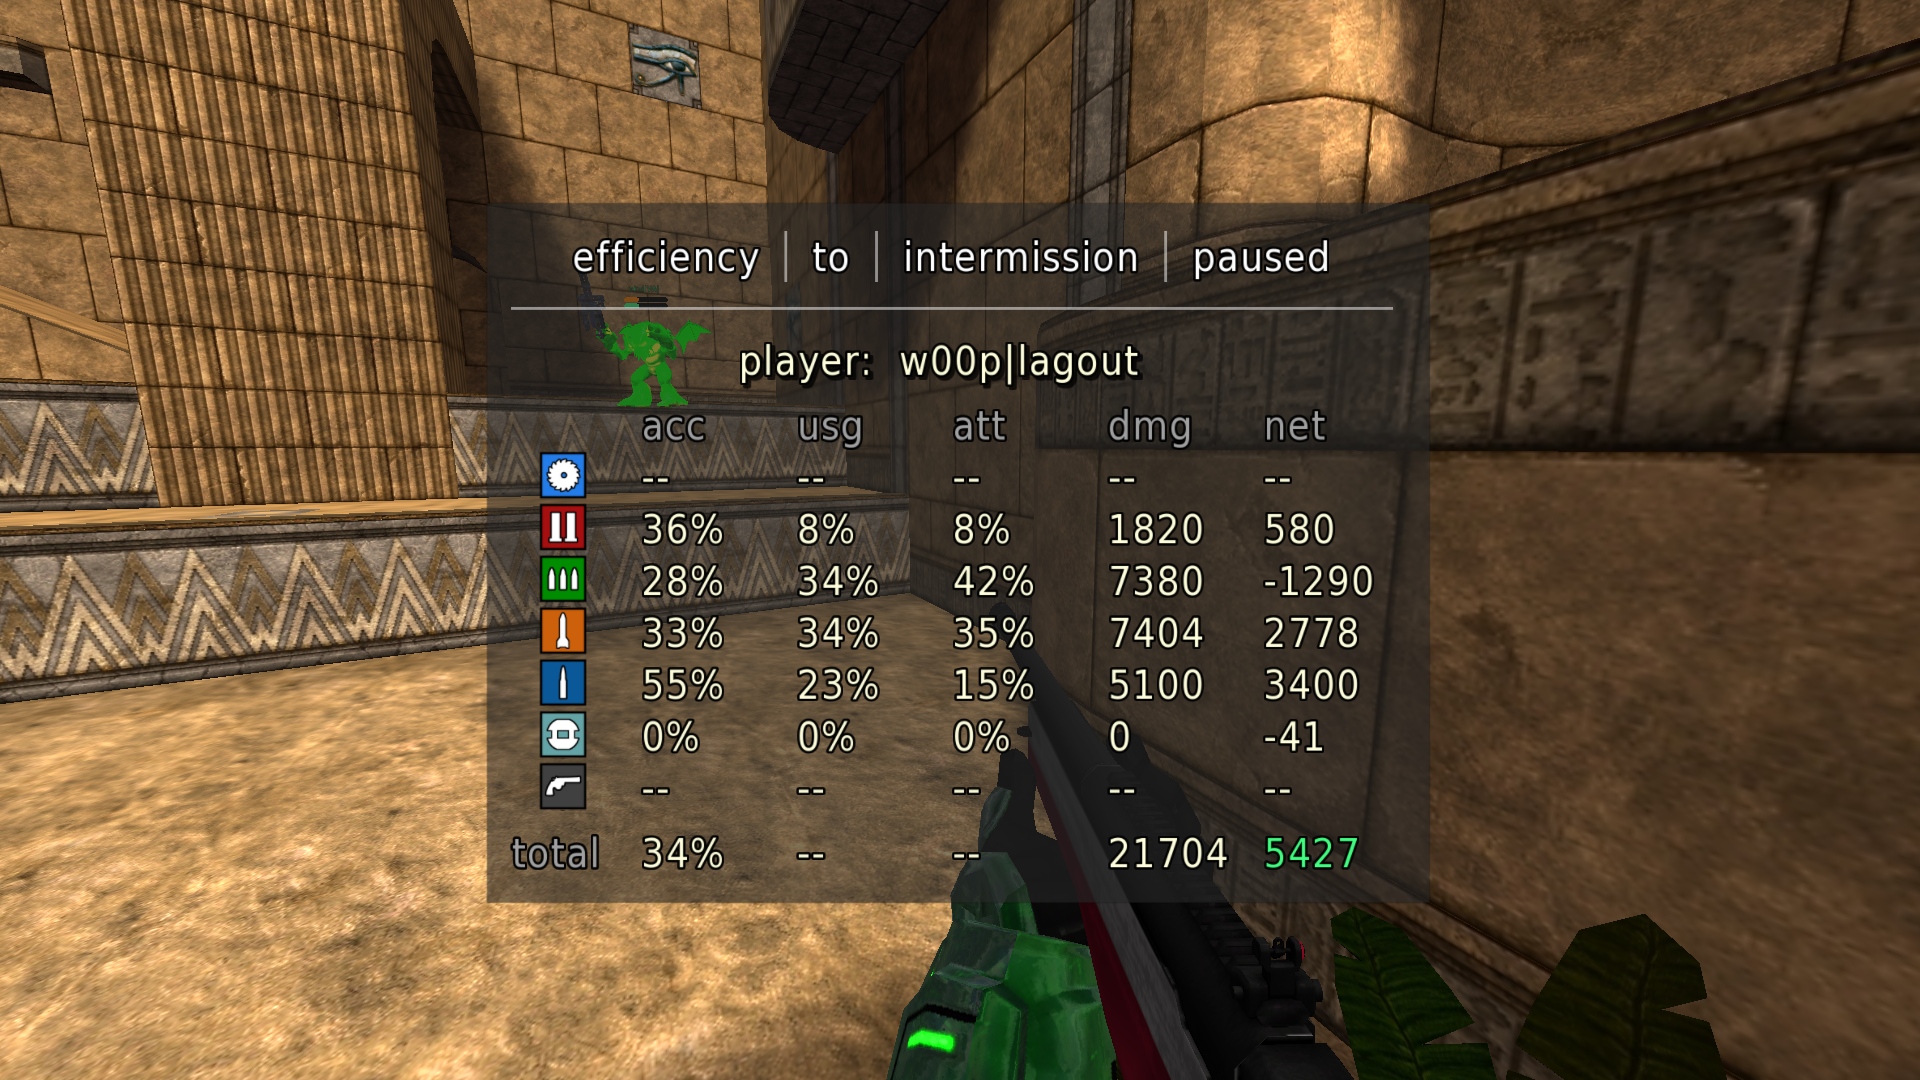 efficiency | to | intermission | paused
player: w00p|lagout
acc usg att dmg net
-- -- -- -- --
36% 8% 8% 1820 580
28% 34% 42% 7380 -1290
33% 34% 35% 7404 2778
55% 23% 15% 5100 3400
0% 0% 0% 0 -41
-- -- -- -- --
total 34% -- -- 21704 5427